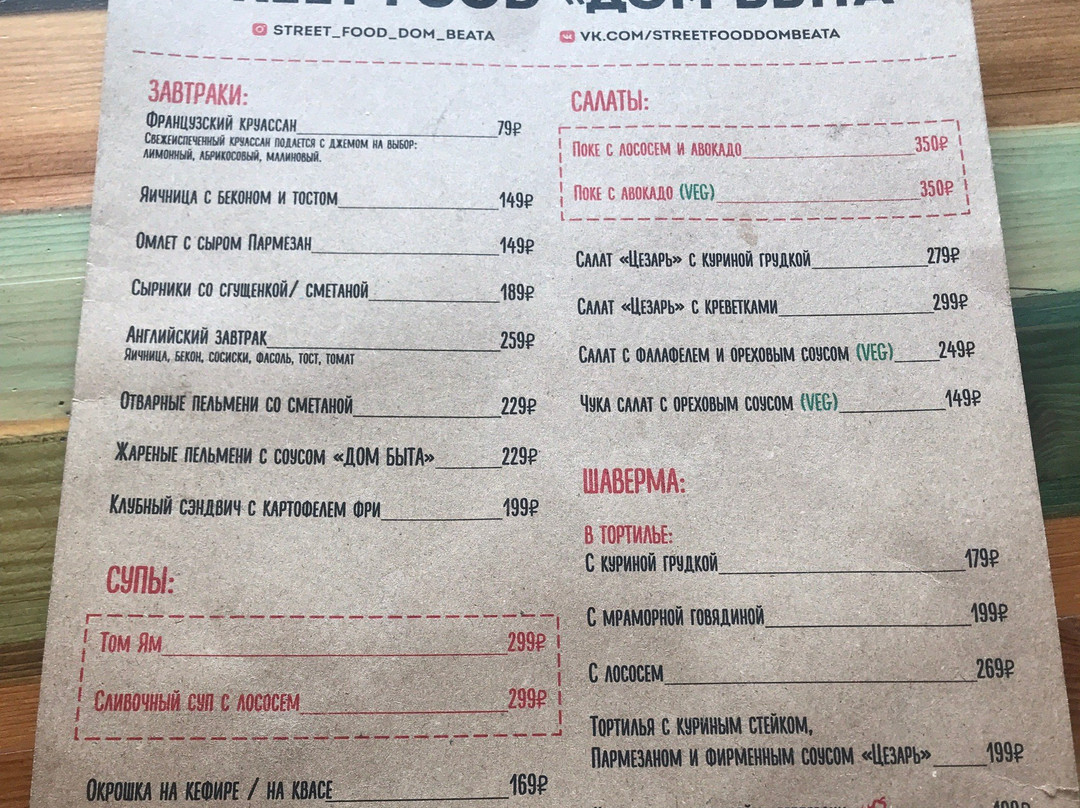 FOOD «ДОМ БЫТА»
STREET_FOOD_DOM_BEATA
VK.COM/STREETFOODDOMBEATA
ЗАВТРАКИ:
Французский круассан 79₽
Свежеиспеченный круассан подается с джемом на выбор:
лимонный, абрикосовый, малиновый.
Яичница с беконом и тостом 149₽
Омлет с сыром Пармезан 149₽
Сырники со сгущенкой/ сметаной 189₽
Английский завтрак 259₽
Яичница, бекон, сосиски, фасоль, тост, томат
Отварные пельмени со сметаной 229₽
Жареные пельмени с соусом «ДОМ БЫТА» 229₽
Клубный сэндвич с картофелем фри 199₽
СУПЫ:
Том Ям 299₽
Сливочный суп с лососем 299₽
Окрошка на кефире / на квасе 169₽
САЛАТЫ:
Поке с лососем и авокадо 350₽
Поке с авокадо (VEG) 350₽
Салат «Цезарь» с куриной грудкой 279₽
Салат «Цезарь» с креветками 299₽
Салат с фалафелем и ореховым соусом (VEG) 249₽
Чука салат с ореховым соусом (VEG) 149₽
ШАВЕРМА:
В ТОРТИЛЬЕ:
С куриной грудкой 179₽
С мраморной говядиной 199₽
С лососем 269₽
Тортилья с куриным стейком,
Пармезаном и фирменным соусом «Цезарь» 199₽